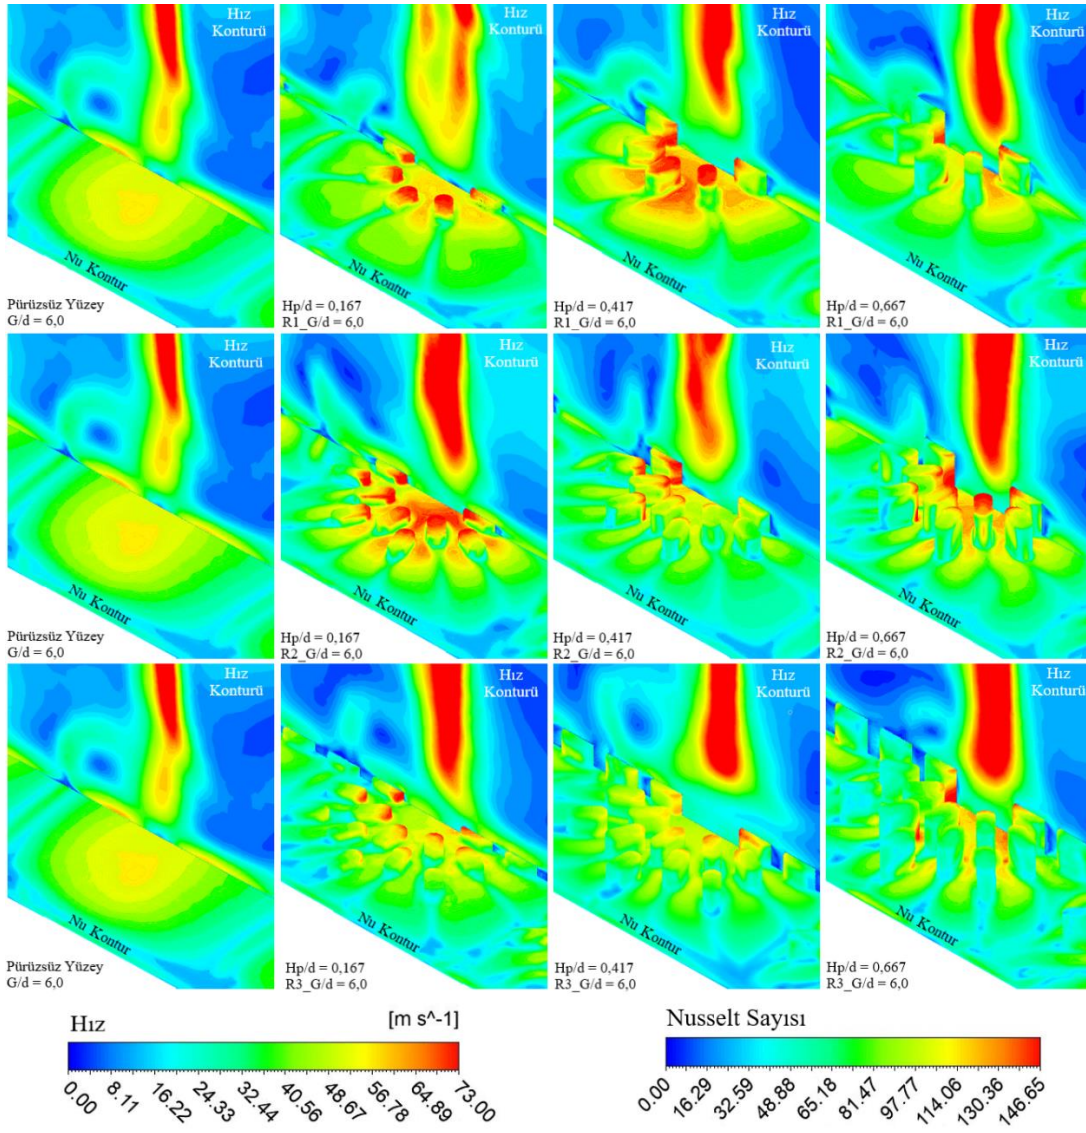 Hız
Konturü
Nu Kontur
Pürüzsüz Yüzey
G/d = 6,0
Hız
Konturü
Nu Kontur
Hp/d = 0,167
R1_G/d = 6,0
Hız
Konturü
Nu Kontur
Hp/d = 0,417
R1_G/d = 6,0
Hız
Konturü
Nu Kontur
Hp/d = 0,667
R1_G/d = 6,0
Hız
Konturü
Nu Kontur
Pürüzsüz Yüzey
G/d = 6,0
Hız
Konturü
Nu Kontur
Hp/d = 0,167
R2_G/d = 6,0
Hız
Konturü
Nu Kontur
Hp/d = 0,417
R2_G/d = 6,0
Hız
Konturü
Nu Kontur
Hp/d = 0,667
R2_G/d = 6,0
Hız
Konturü
Nu Kontur
Pürüzsüz Yüzey
G/d = 6,0
Hız
Konturü
Nu Kontur
Hp/d = 0,167
R3_G/d = 6,0
Hız
Konturü
Nu Kontur
Hp/d = 0,417
R3_G/d = 6,0
Hız
Konturü
Nu Kontur
Hp/d = 0,667
R3_G/d = 6,0
Hız [m s^-1]
0.00 8.11 16.22 24.33 32.44 40.56 48.67 56.78 64.89 73.00
Nusselt Sayısı
0.00 16.29 32.59 48.88 65.18 81.47 97.77 114.06 130.36 146.65